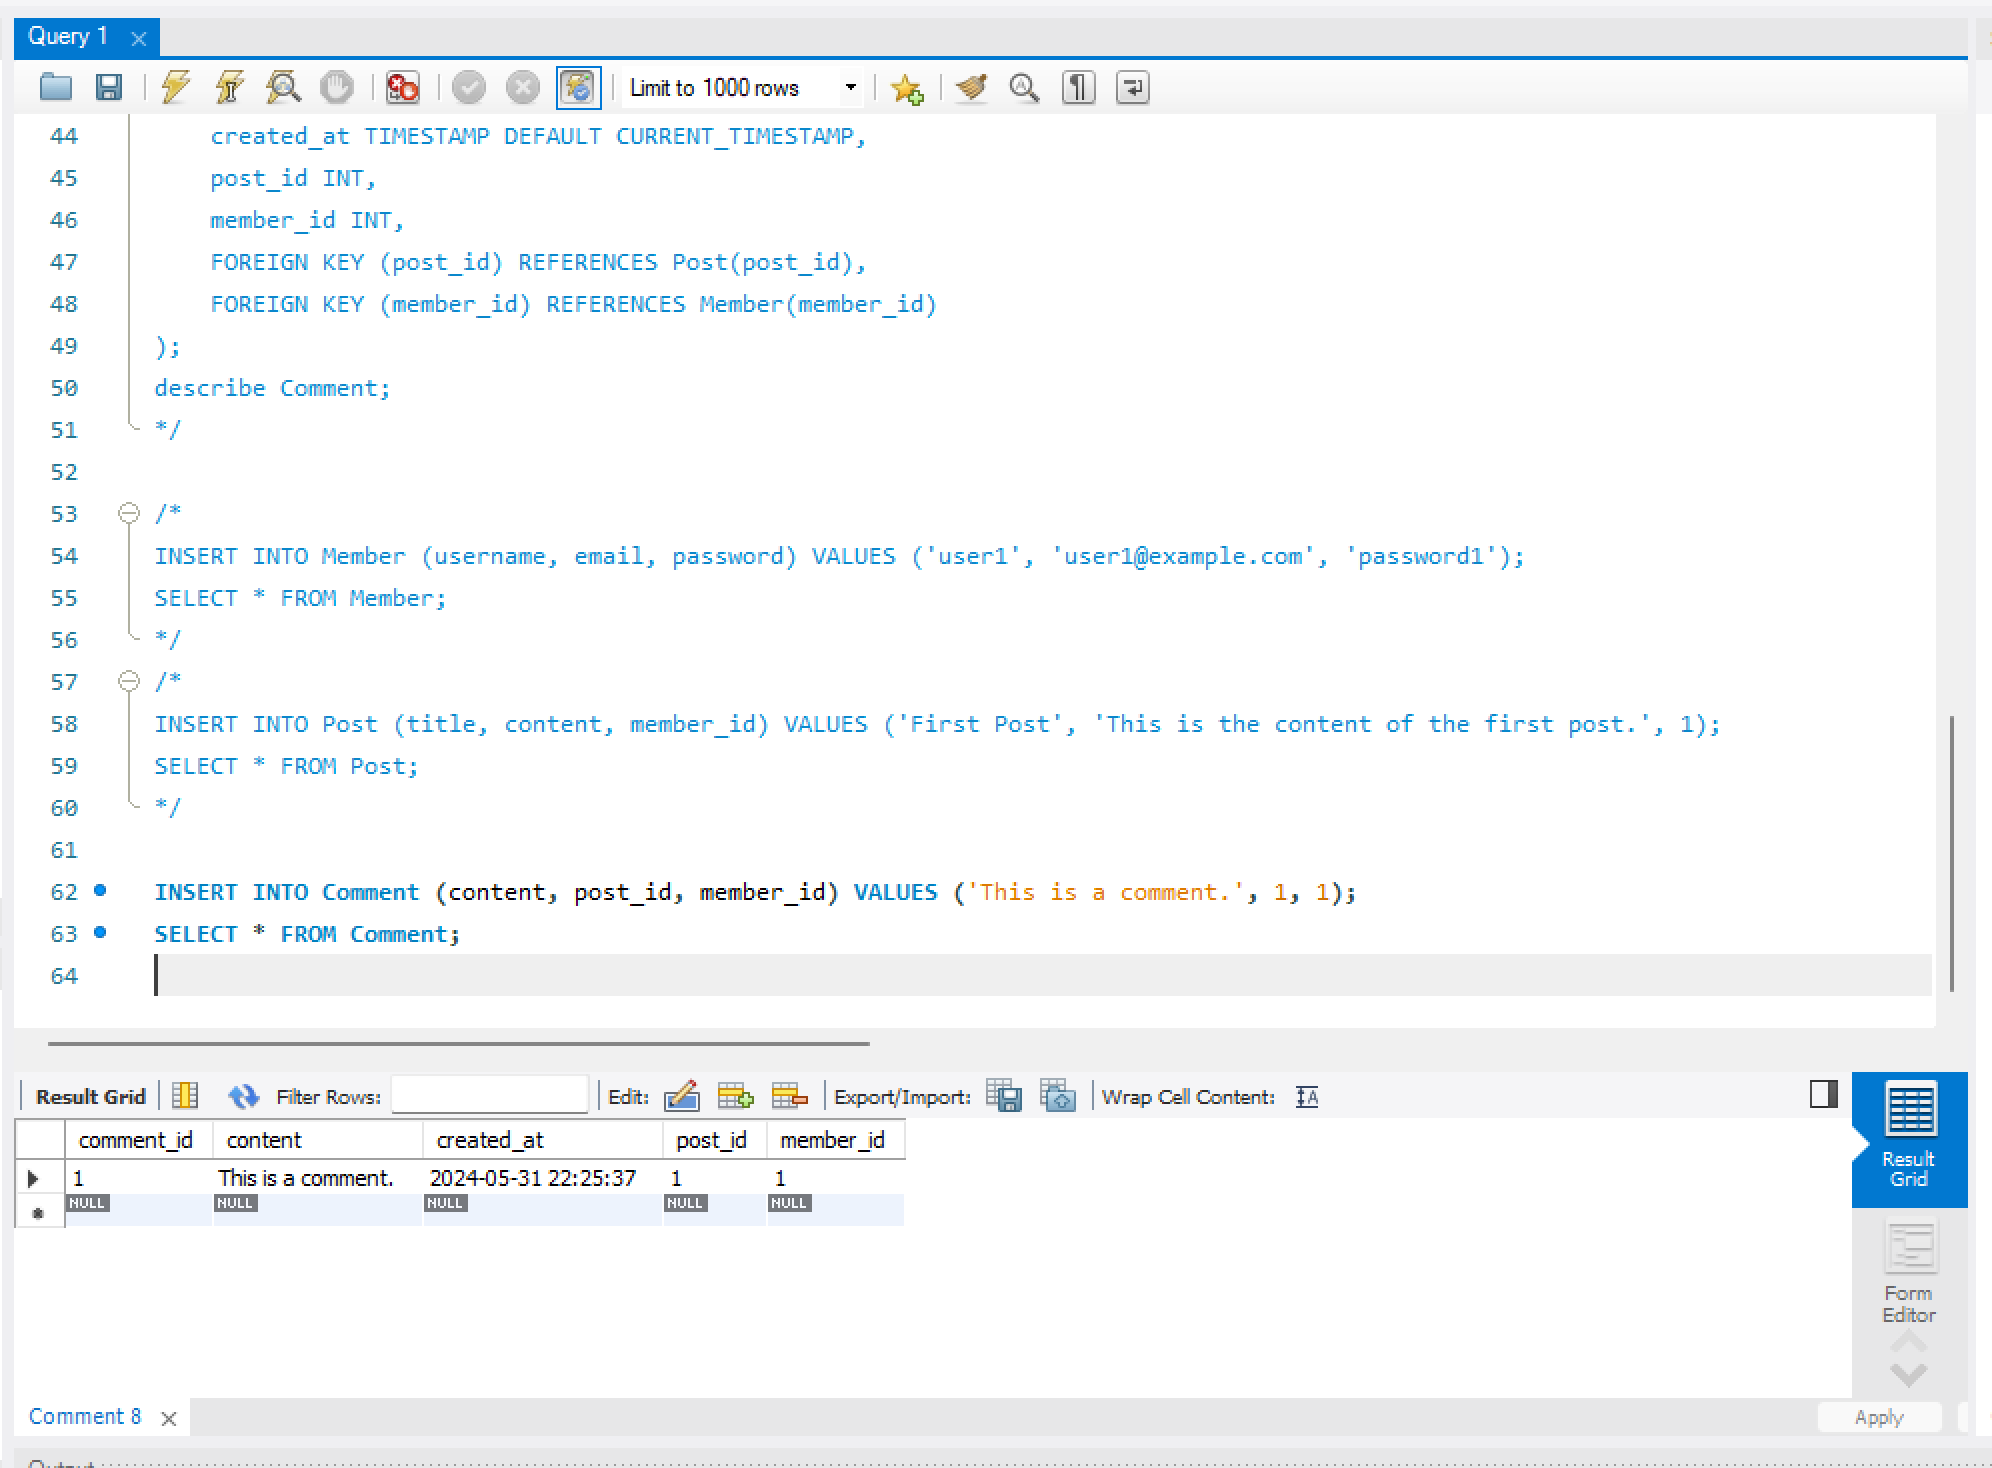 Query 1
Limit to 1000 rows
44 created_at TIMESTAMP DEFAULT CURRENT_TIMESTAMP,
45 post_id INT,
46 member_id INT,
47 FOREIGN KEY (post_id) REFERENCES Post(post_id),
48 FOREIGN KEY (member_id) REFERENCES Member(member_id)
49 );
50 describe Comment;
51 */
52
53 /*
54 INSERT INTO Member (username, email, password) VALUES ('user1', 'user1@example.com', 'password1');
55 SELECT * FROM Member;
56 */
57 /*
58 INSERT INTO Post (title, content, member_id) VALUES ('First Post', 'This is the content of the first post.', 1);
59 SELECT * FROM Post;
60 */
61
62 INSERT INTO Comment (content, post_id, member_id) VALUES ('This is a comment.', 1, 1);
63 SELECT * FROM Comment;
64
Result Grid Filter Rows: Edit: Export/Import: Wrap Cell Content:
comment_id content created_at post_id member_id
1 This is a comment. 2024-05-31 22:25:37 1 1
NULL NULL NULL NULL NULL
Result Grid
Form Editor
Comment 8
Apply
Output